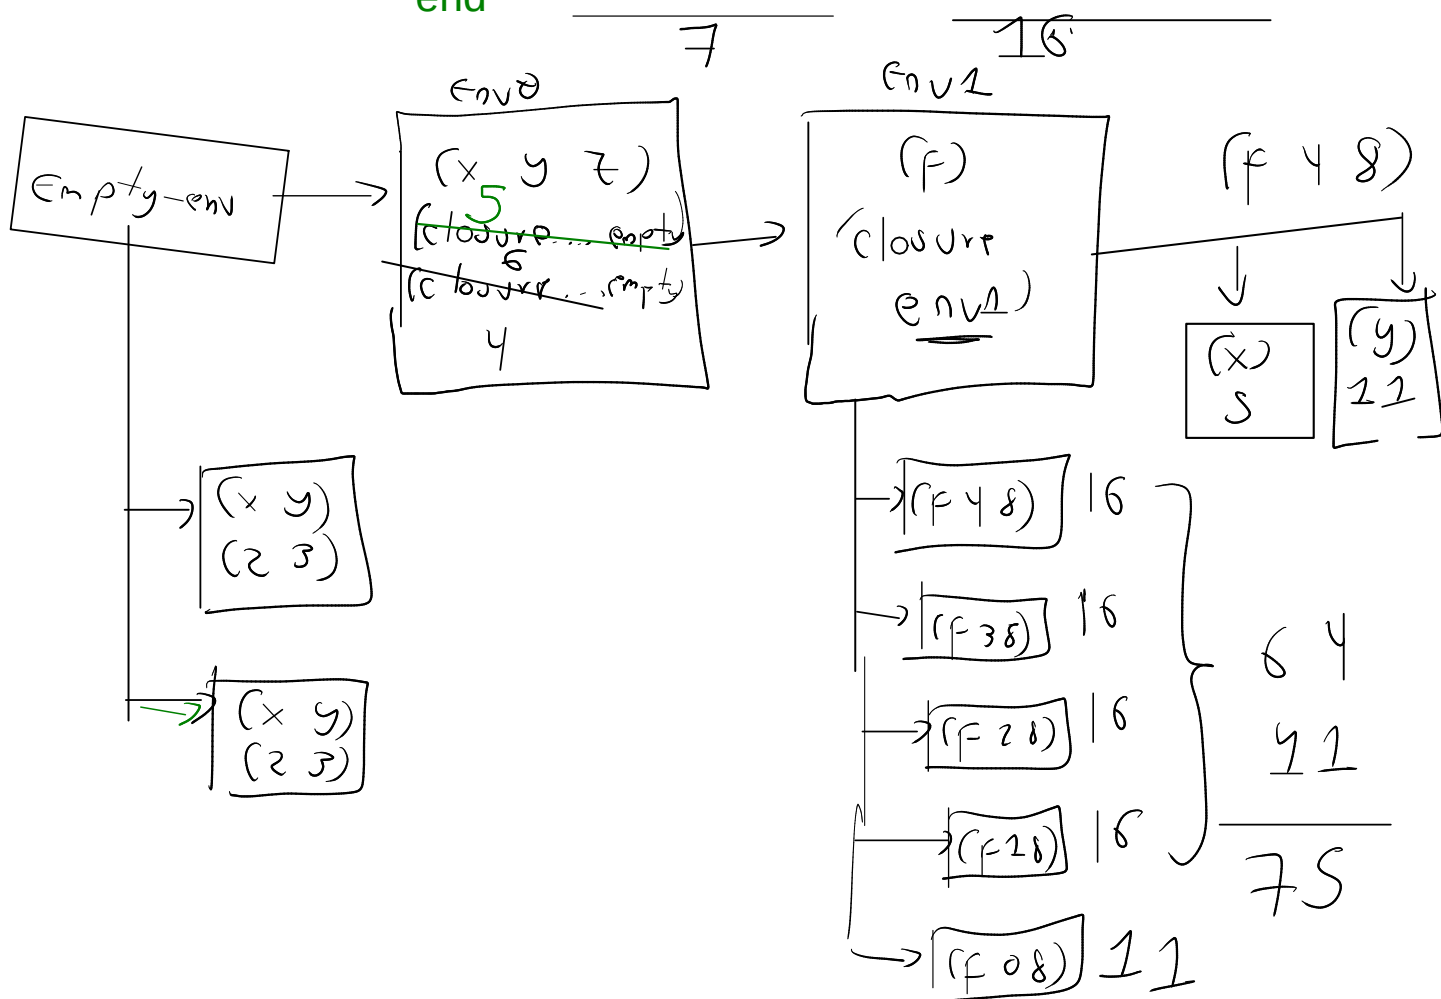 end
7
16
Env0
Env1
Empty-env
(x y z)
5
(closure... empty)
6
(closure... empty)
4
(f)
(closure
env1)
(f 4 8)
(x)
5
(y)
11
(x y)
(2 3)
(x y)
(2 3)
(f 4 8) 16
(f 3 8) 16
(f 2 8) 16
(f 1 8) 16
(f 0 8) 11
64
11
75